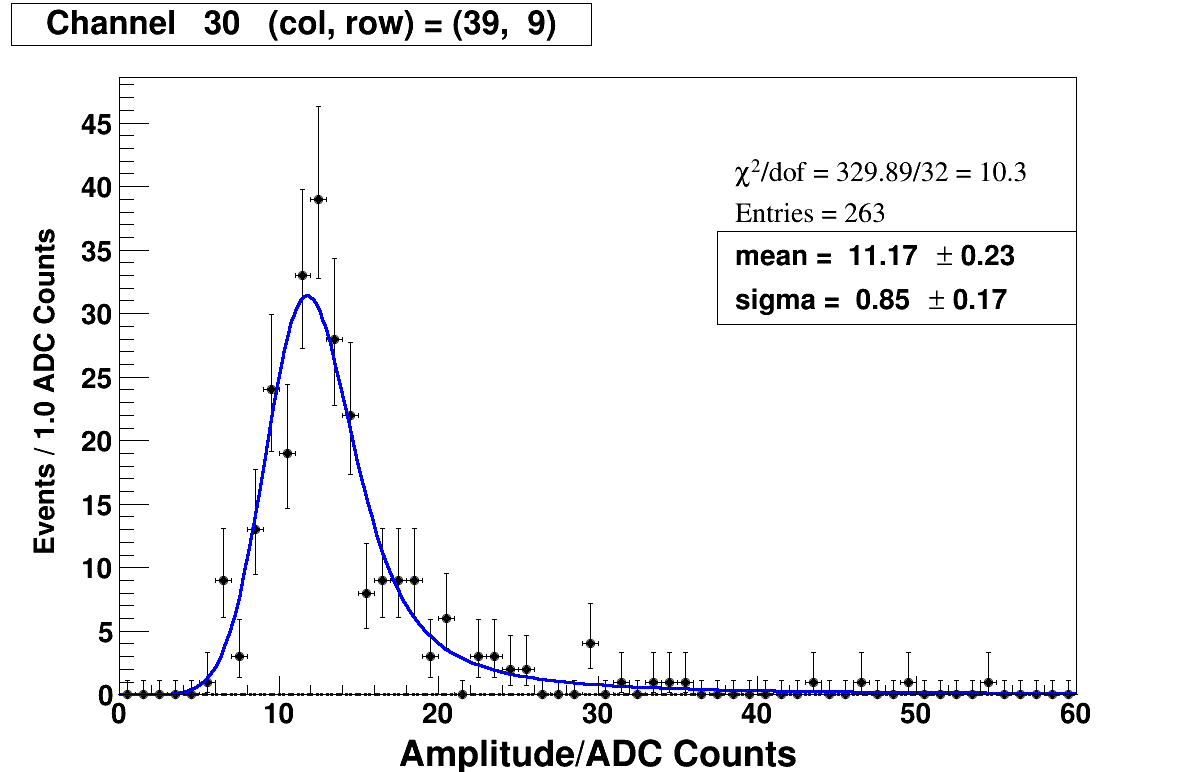 Channel 30 (col, row) = (39, 9)
χ²/dof = 329.89/32 = 10.3
Entries = 263
mean = 11.17 ± 0.23
sigma = 0.85 ± 0.17
Events / 1.0 ADC Counts
45
40
35
30
25
20
15
10
5
0
0 10 20 30 40 50 60
Amplitude/ADC Counts